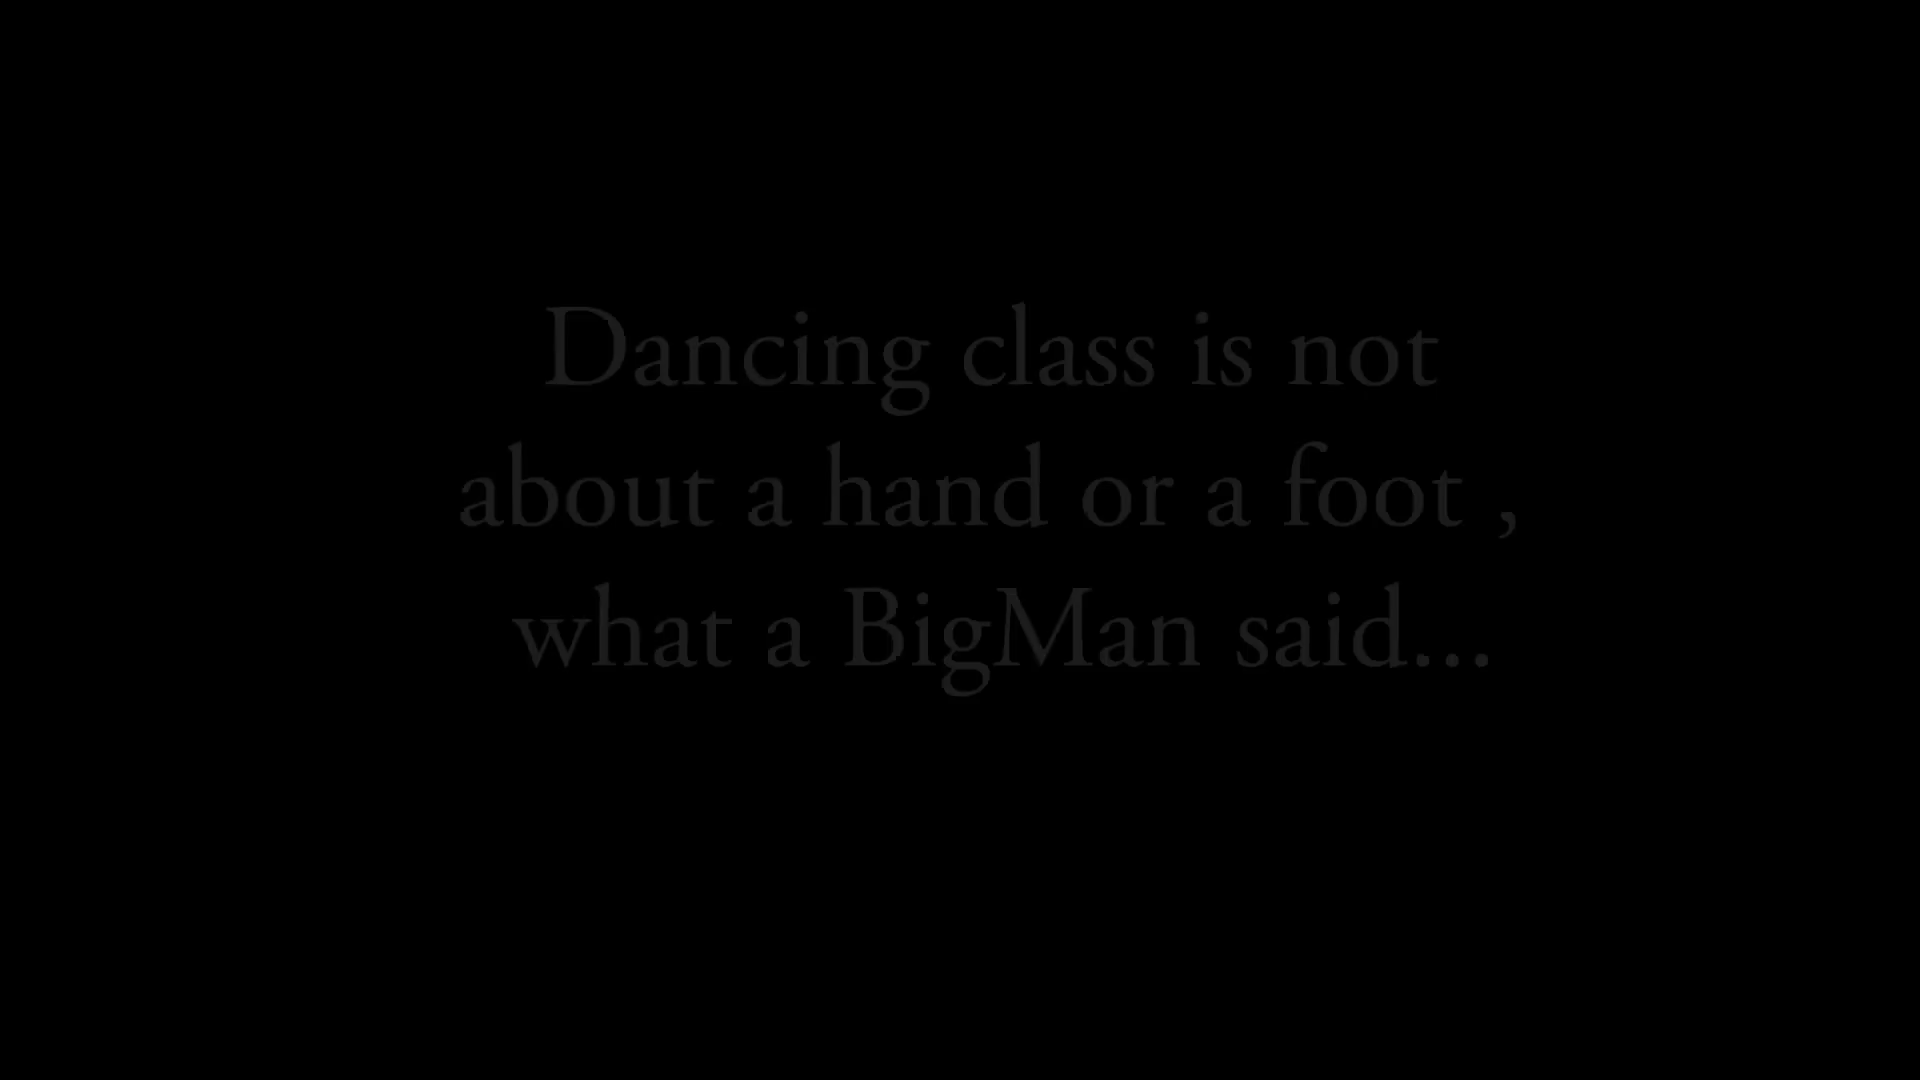 Dancing class is not
about a hand or a foot ,
what a BigMan said...